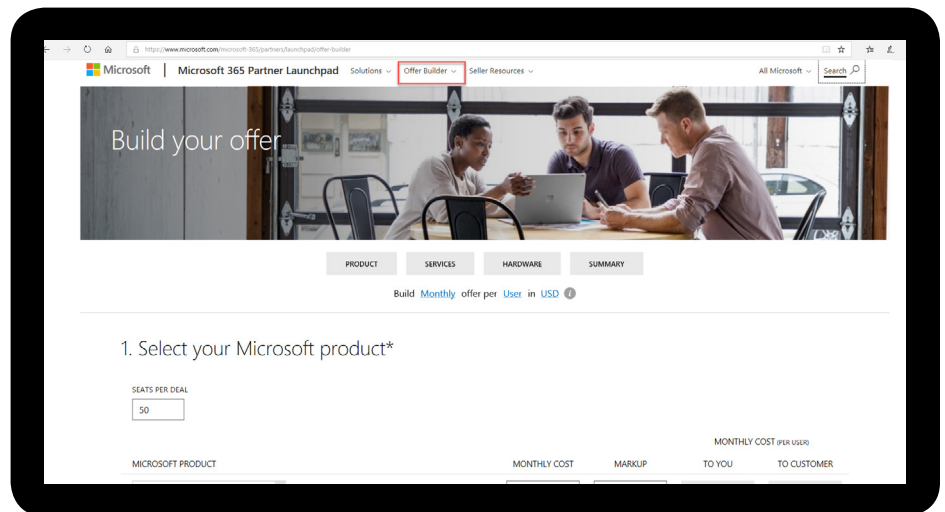 https://www.microsoft.com/microsoft-365/partners/launchpad/offer-builder
Microsoft | Microsoft 365 Partner Launchpad Solutions Offer Builder Seller Resources All Microsoft Search
Build your offer
PRODUCT SERVICES HARDWARE SUMMARY
Build Monthly offer per User in USD i
1. Select your Microsoft product*
SEATS PER DEAL
50
MONTHLY COST (PER USER)
MICROSOFT PRODUCT MONTHLY COST MARKUP TO YOU TO CUSTOMER